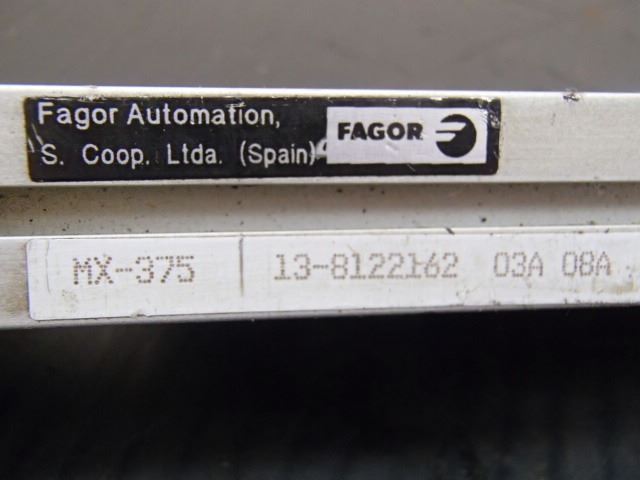 Fagor Automation,
S. Coop. Ltda. (Spain)
FAGOR
MX-375 13-8122162 03A 08A